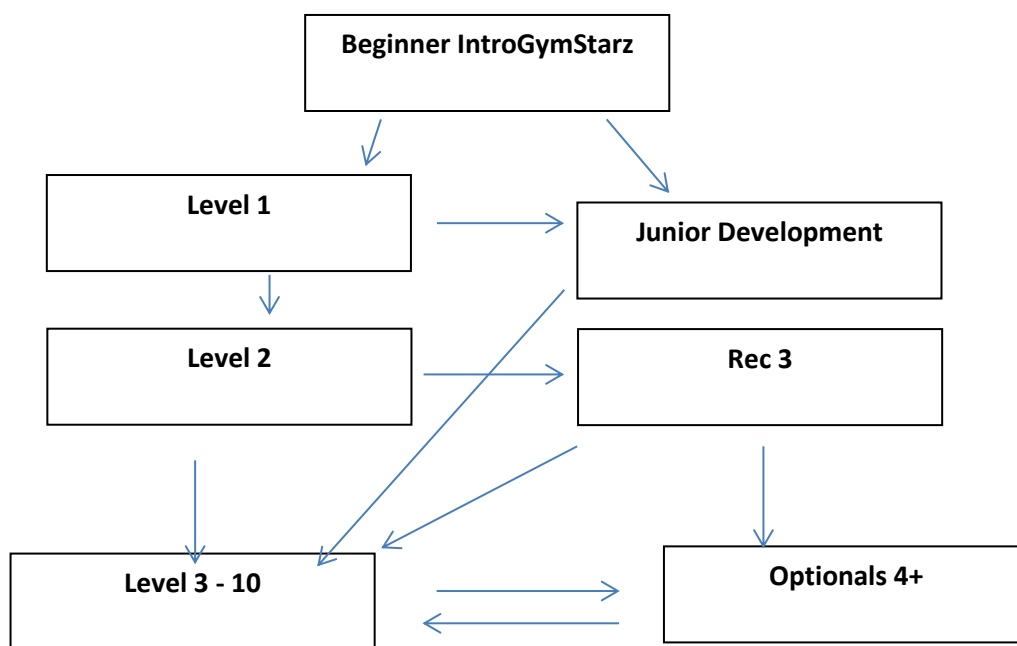 Beginner IntroGymStarz
Level 1
Junior Development
Level 2
Rec 3
Level 3 - 10
Optionals 4+